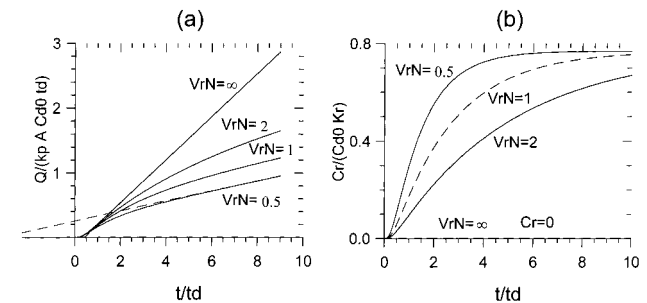 (a)
3
2
1
0
2
4
6
8
10
Q/(kp A Cd0 td)
t/td
VrN=∞
VrN= 2
VrN= 1
VrN= 0.5
(b)
0.8
0.4
0.0
0
2
4
6
8
10
Cr/(Cd0 Kr)
t/td
VrN= 0.5
VrN=1
VrN=2
VrN=∞ Cr=0